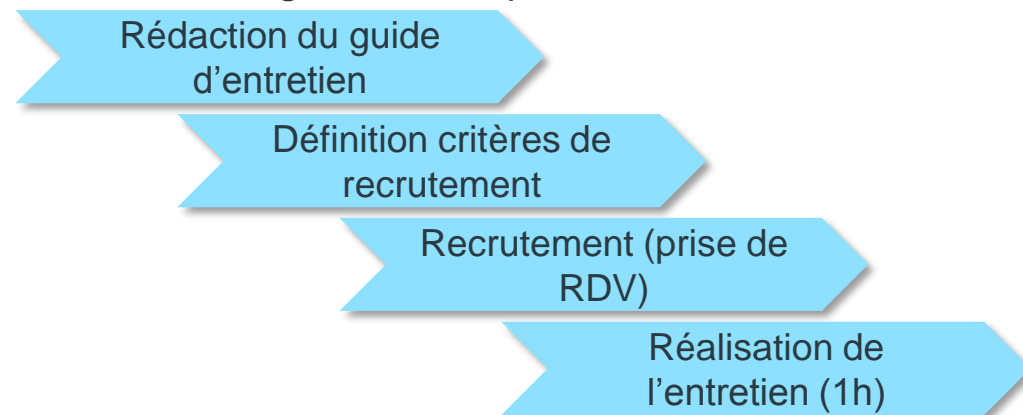 Rédaction du guide
d’entretien
Définition critères de
recrutement
Recrutement (prise de
RDV)
Réalisation de
l’entretien (1h)